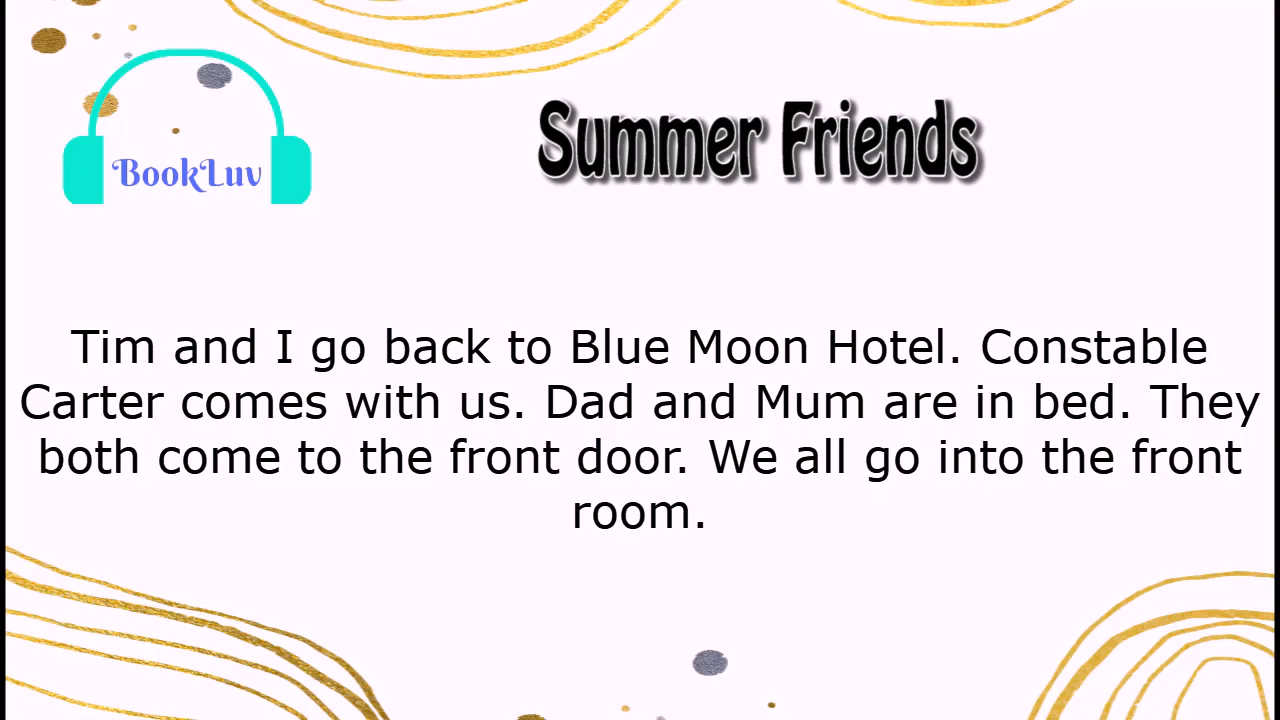 BookLuv
Summer Friends
Tim and I go back to Blue Moon Hotel. Constable
Carter comes with us. Dad and Mum are in bed. They
both come to the front door. We all go into the front
room.